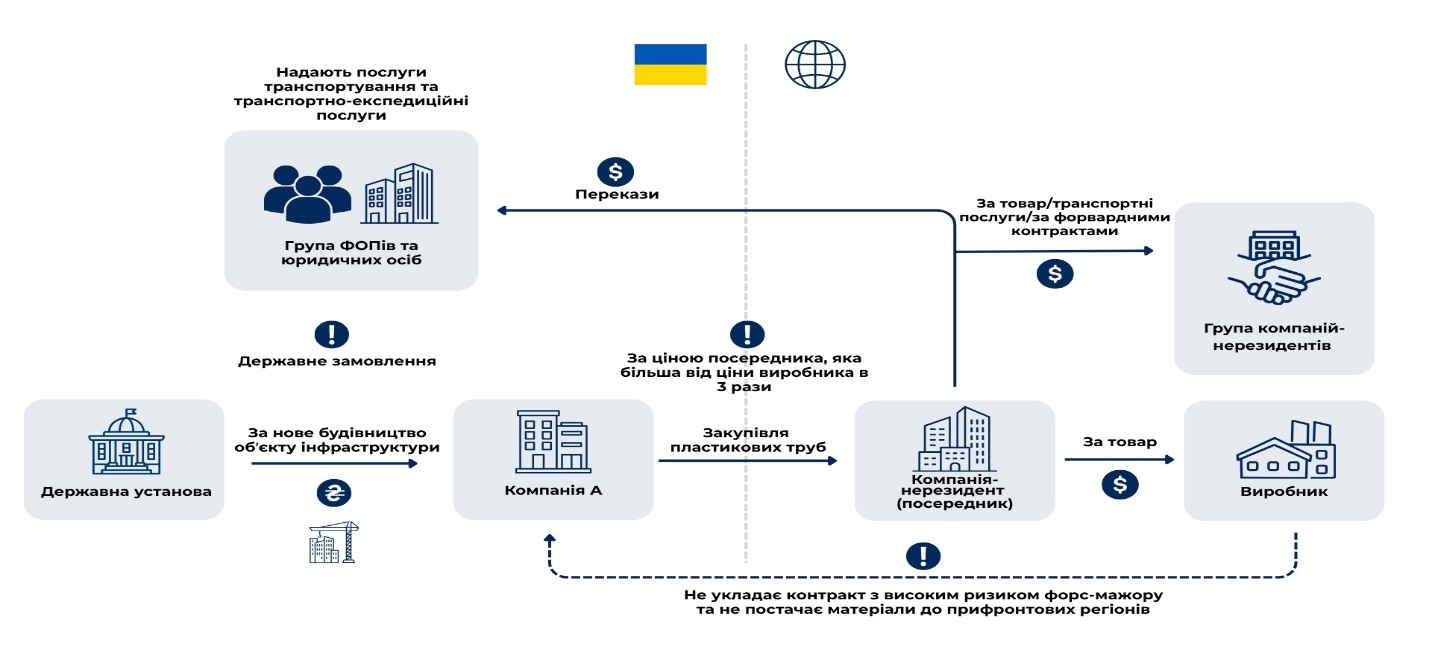 Надають послуги
транспортування та
транспортно-експедиційні
послуги
Група ФОПів та
юридичних осіб
$
Перекази
За товар/транспортні
послуги/за форвардними
контрактами
$
Група компаній-
нерезидентів
!
Державне замовлення
!
За ціною посередника, яка
більша від ціни виробника в
3 рази
Державна установа
За нове будівництво
об'єкту інфраструктури
₴
Компанія А
Закупівля
пластикових труб
Компанія-
нерезидент
(посередник)
За товар
$
Виробник
!
Не укладає контракт з високим ризиком форс-мажору
та не постачає матеріали до прифронтових регіонів